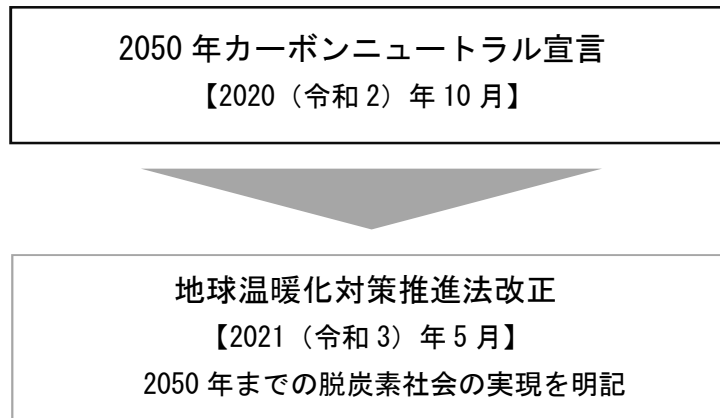 2050 年カーボンニュートラル宣言
【2020（令和 2）年 10 月】
地球温暖化対策推進法改正
【2021（令和 3）年 5 月】
2050 年までの脱炭素社会の実現を明記